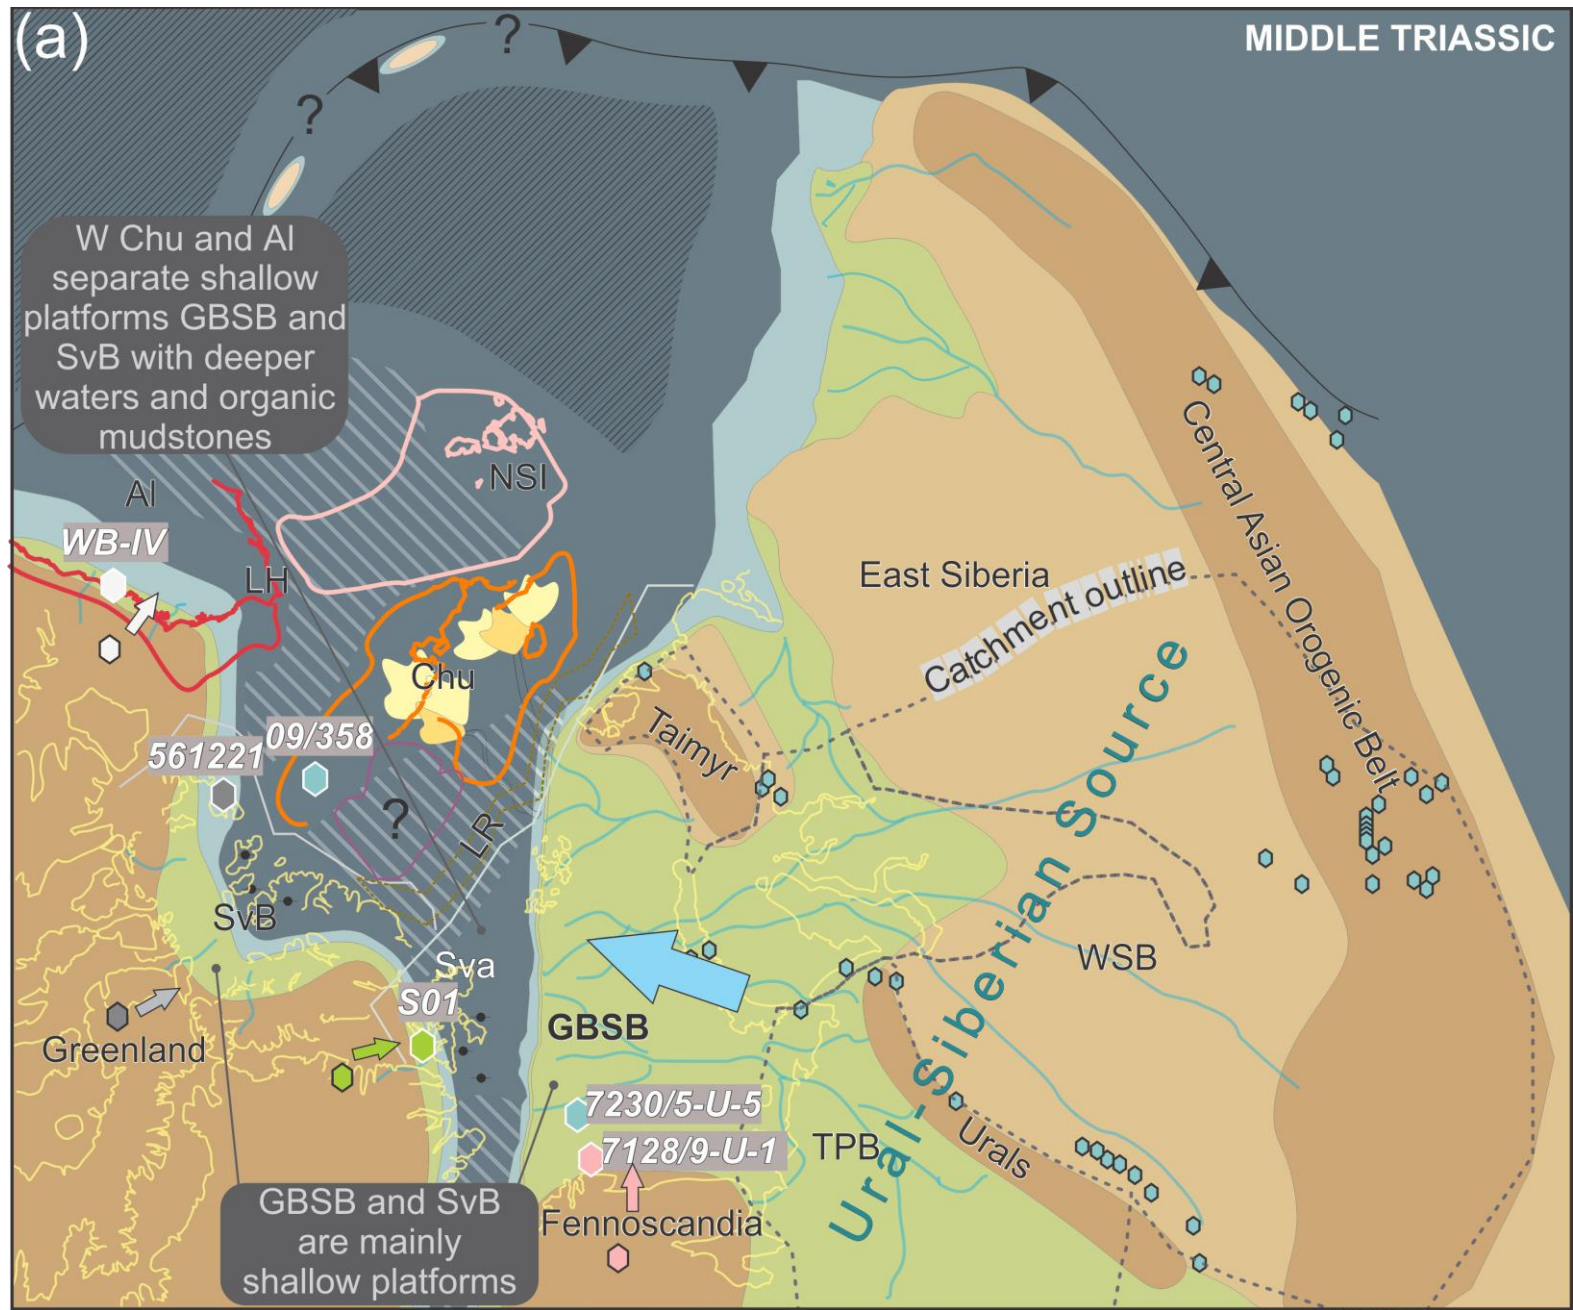 (a)
MIDDLE TRIASSIC
?
?
W Chu and AI
separate shallow
platforms GBSB and
SvB with deeper
waters and organic
mudstones
NSI
AI
WB-IV
LH
Central Asian Orogenic Belt
East Siberia
Catchment outline
Chu
Taimyr
561221
09/358
?
LR
Ural-Siberian Source
SvB
Sva
WSB
S01
GBSB
Greenland
7230/5-U-5
7128/9-U-1
TPB
Urals
GBSB and SvB
are mainly
shallow platforms
Fennoscandia